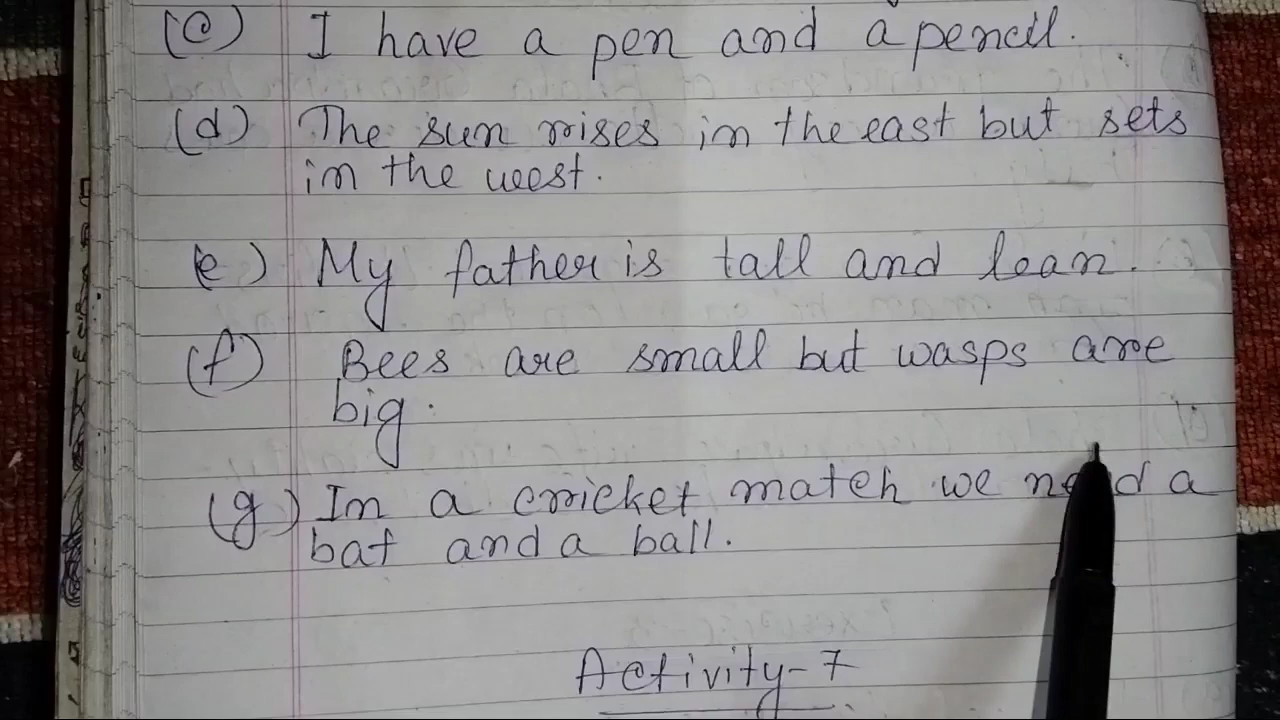 (c) I have a pen and a pencil.
(d) The sun rises in the east but sets
in the west.
(e) My father is tall and lean.
(f) Bees are small but wasps are
big.
(g) In a cricket match we need a
bat and a ball.
Activity-7